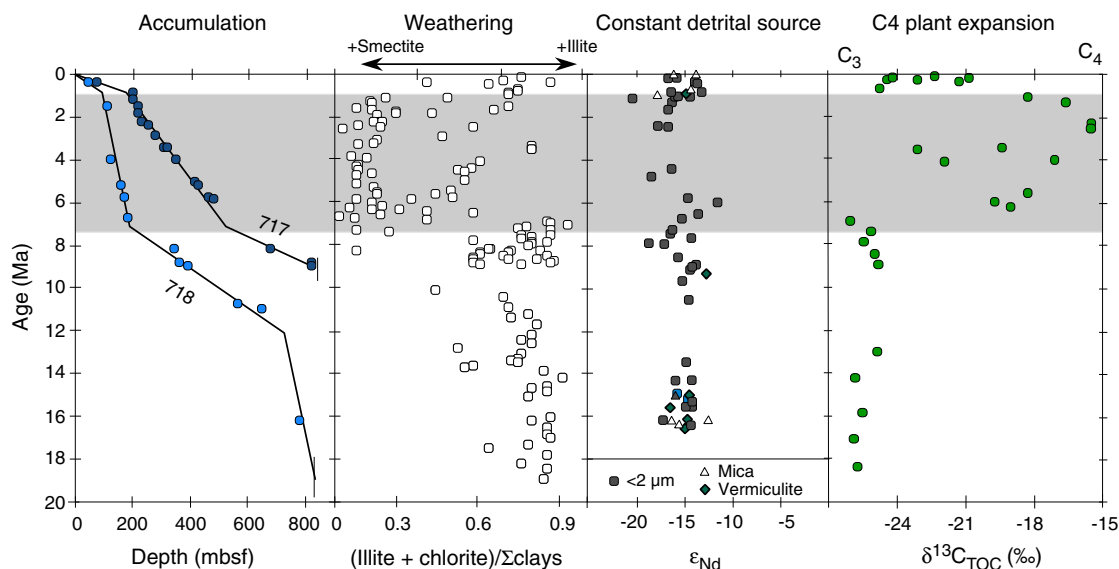 Accumulation
Weathering
Constant detrital source
C4 plant expansion
+Smectite
+Illite
C3
C4
0
2
4
6
8
10
12
14
16
18
20
Age (Ma)
717
718
<2 µm
Mica
Vermiculite
0 200 400 600 800
0 0.3 0.6 0.9
-20 -15 -10 -5
-24 -21 -18 -15
Depth (mbsf)
(Illite + chlorite)/Σclays
εNd
δ13CTOC (‰)